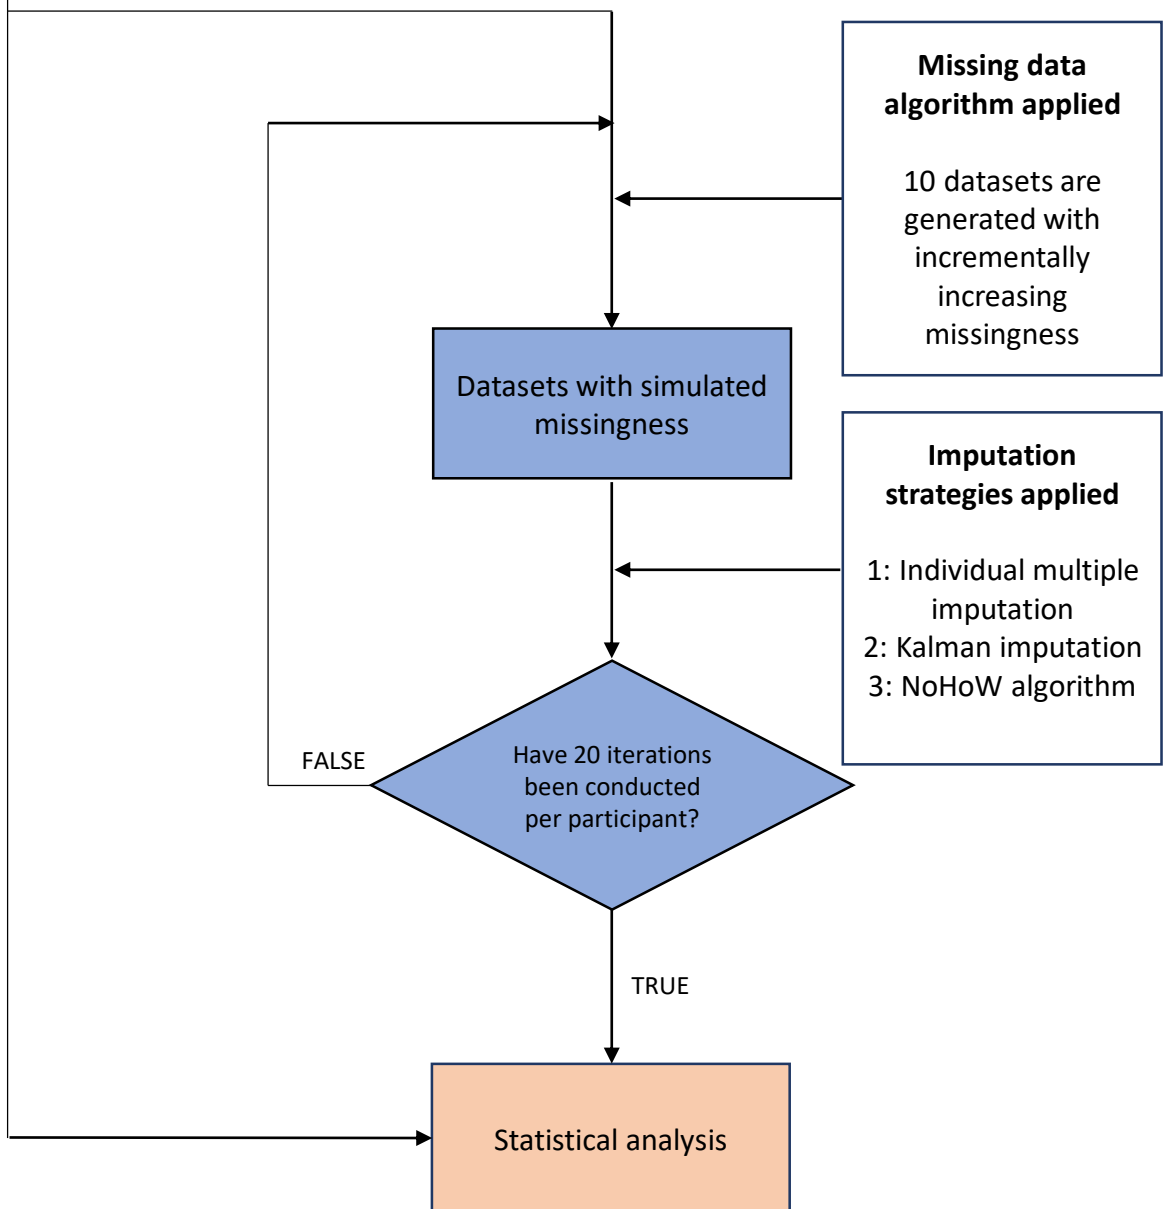 Missing data
algorithm applied
10 datasets are
generated with
incrementally
increasing
missingness
Datasets with simulated
missingness
Imputation
strategies applied
1: Individual multiple
imputation
2: Kalman imputation
3: NoHoW algorithm
FALSE
Have 20 iterations
been conducted
per participant?
TRUE
Statistical analysis